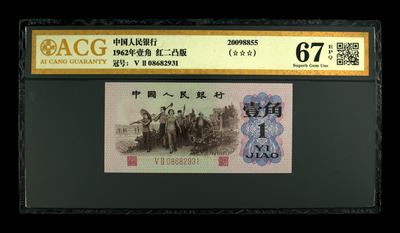 ACG
AI CANG GUARANTY
中国人民银行
1962年壹角 红二凸版
冠号: V II 08682931
20098855
(☆☆☆)
67 EPQ
Superb Gem Unc
中国人民银行
壹角
1
YI
JIAO
V II 08682931